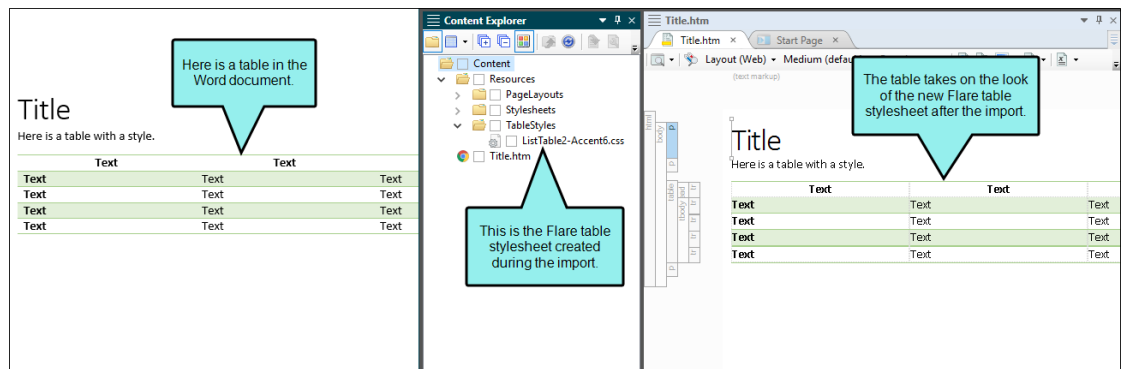 Here is a table in the
Word document.
Title
Here is a table with a style.
Text Text
Text Text Text
Text Text Text
Text Text Text
Text Text Text
Content Explorer
Content
Resources
PageLayouts
Stylesheets
TableStyles
ListTable2-Accent6.css
Title.htm
This is the Flare table
stylesheet created
during the import.
Title.htm
Title.htm Start Page
Layout (Web) Medium (defau
(text markup)
The table takes on the look
of the new Flare table
stylesheet after the import.
html
body
p
p
table
tbody
tr
tr
tr
tr
tr
p
Title
Here is a table with a style.
Text Text
Text Text Text
Text Text Text
Text Text Text
Text Text Text